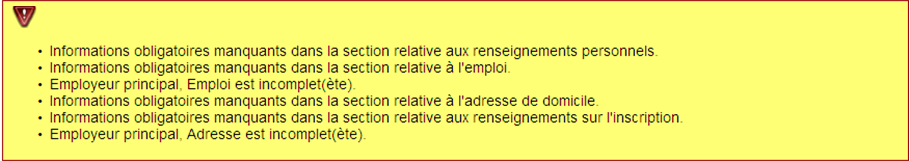 • Informations obligatoires manquants dans la section relative aux renseignements personnels.
• Informations obligatoires manquants dans la section relative à l'emploi.
• Employeur principal, Emploi est incomplet(ète).
• Informations obligatoires manquants dans la section relative à l'adresse de domicile.
• Informations obligatoires manquants dans la section relative aux renseignements sur l'inscription.
• Employeur principal, Adresse est incomplet(ète).